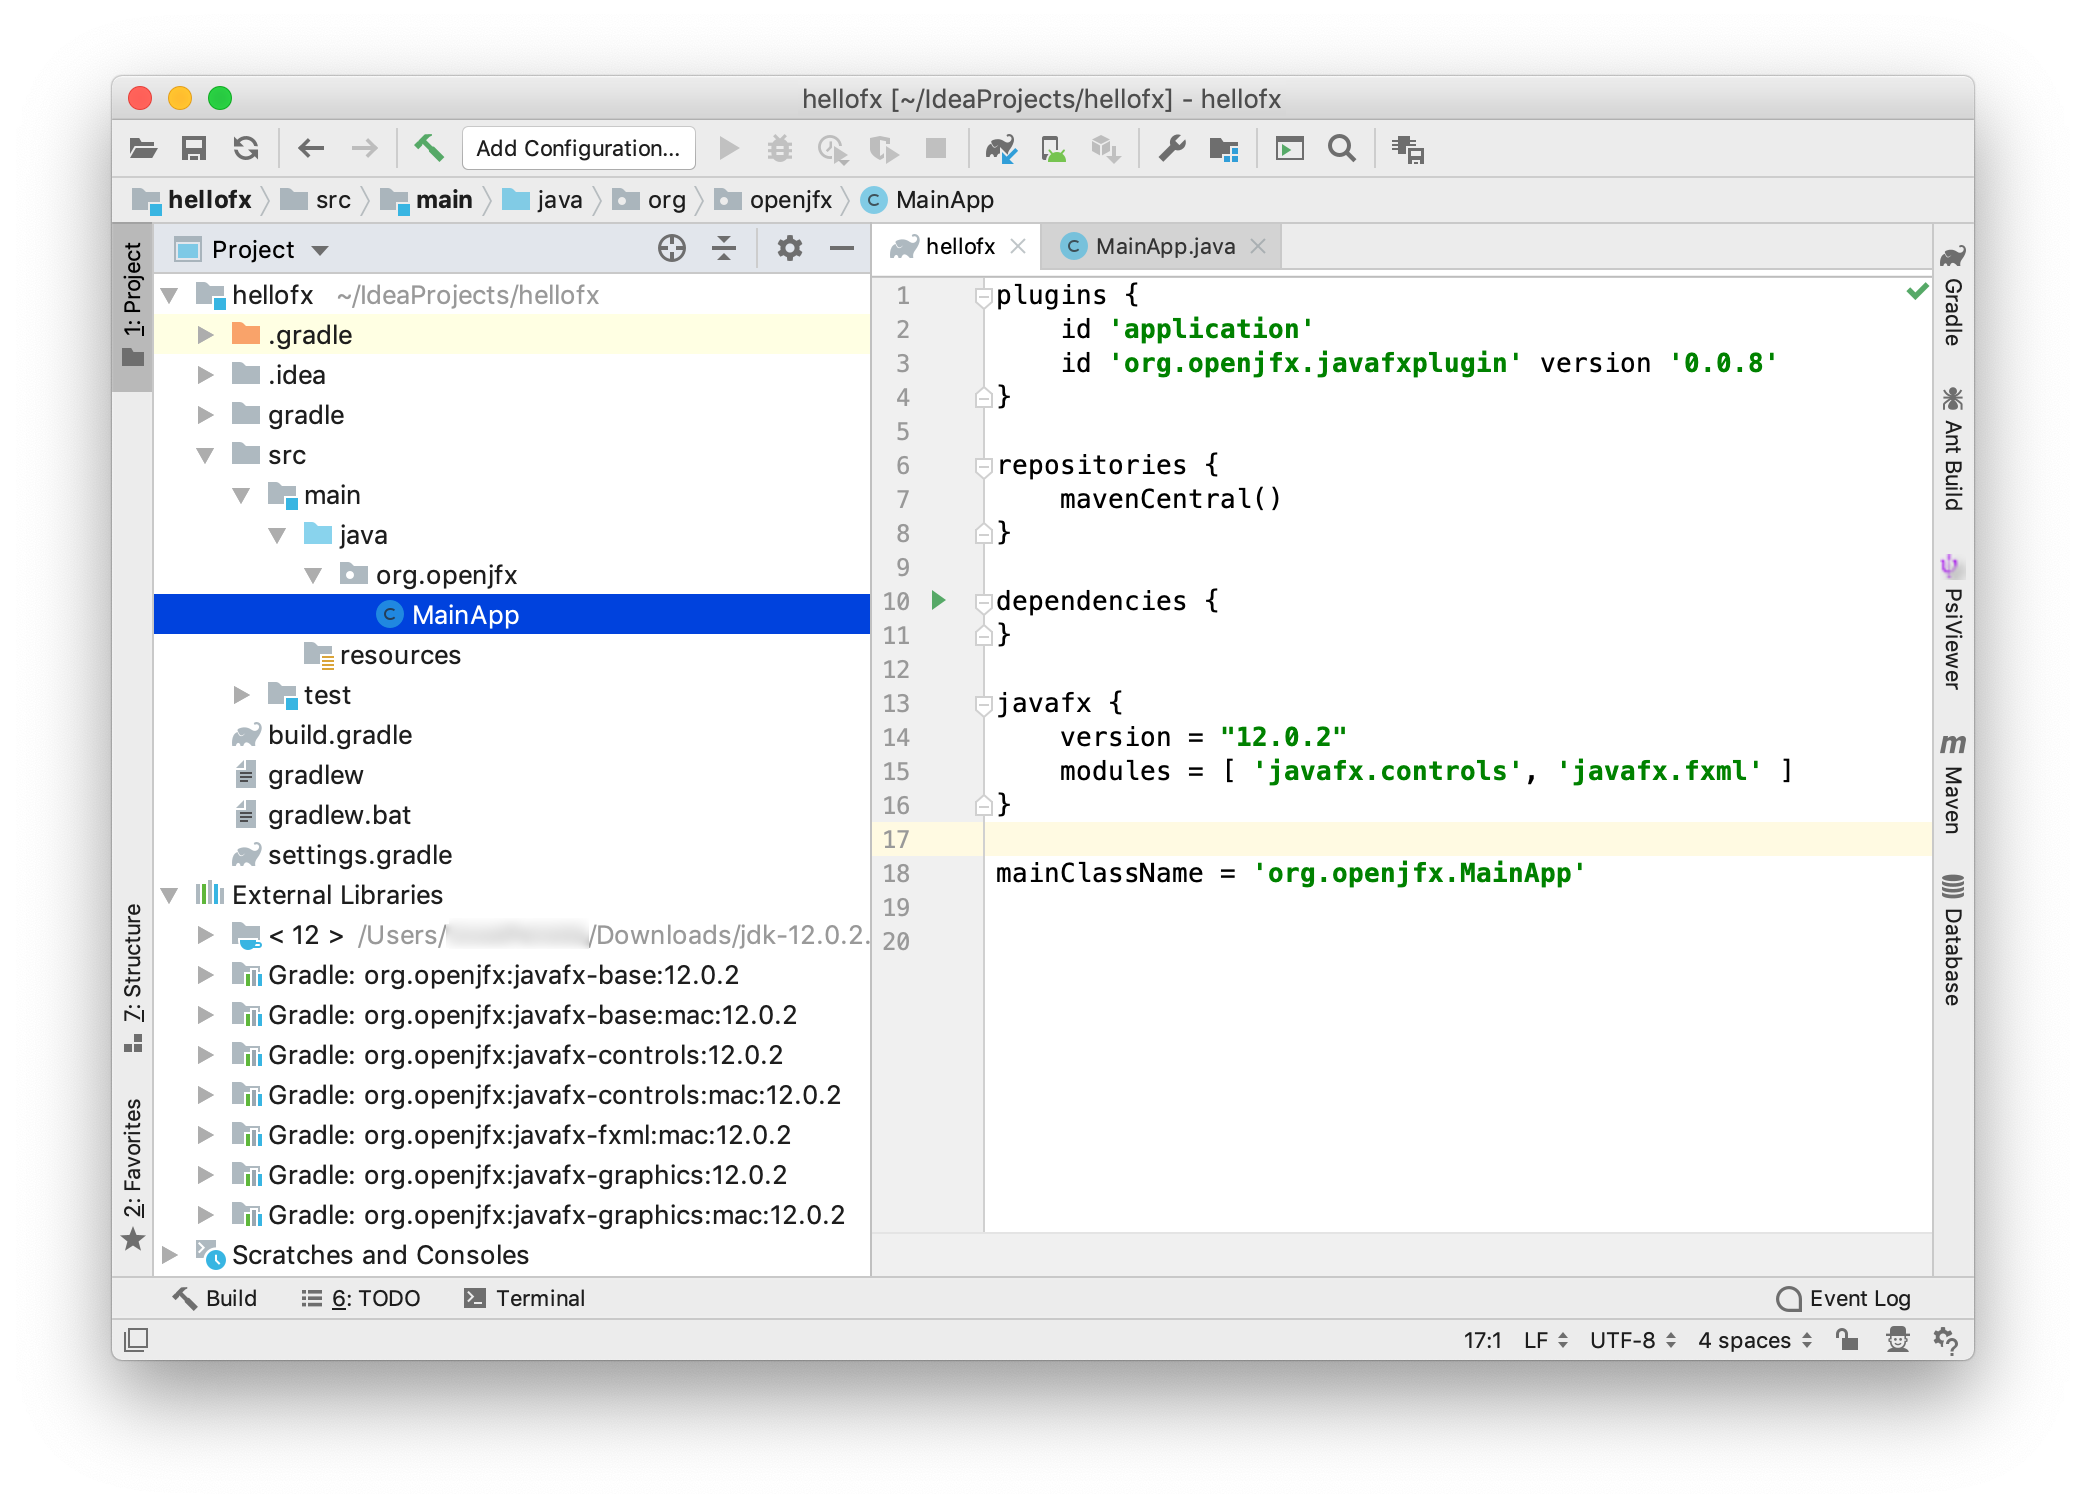 hellofx [~/IdeaProjects/hellofx] - hellofx
Add Configuration...
hellofx src main java org openjfx MainApp
1: Project
7: Structure
2: Favorites
Project
hellofx ~/IdeaProjects/hellofx
.gradle
.idea
gradle
src
main
java
org.openjfx
MainApp
resources
test
build.gradle
gradlew
gradlew.bat
settings.gradle
External Libraries
< 12 > /Users/ /Downloads/jdk-12.0.2.
Gradle: org.openjfx:javafx-base:12.0.2
Gradle: org.openjfx:javafx-base:mac:12.0.2
Gradle: org.openjfx:javafx-controls:12.0.2
Gradle: org.openjfx:javafx-controls:mac:12.0.2
Gradle: org.openjfx:javafx-fxml:mac:12.0.2
Gradle: org.openjfx:javafx-graphics:12.0.2
Gradle: org.openjfx:javafx-graphics:mac:12.0.2
Scratches and Consoles
hellofx MainApp.java
1 plugins {
2     id 'application'
3     id 'org.openjfx.javafxplugin' version '0.0.8'
4 }
5
6 repositories {
7     mavenCentral()
8 }
9
10 dependencies {
11 }
12
13 javafx {
14     version = "12.0.2"
15     modules = [ 'javafx.controls', 'javafx.fxml' ]
16 }
17
18 mainClassName = 'org.openjfx.MainApp'
19
20
Gradle
Ant Build
PsiViewer
Maven
Database
Build 6: TODO Terminal Event Log
17:1 LF UTF-8 4 spaces